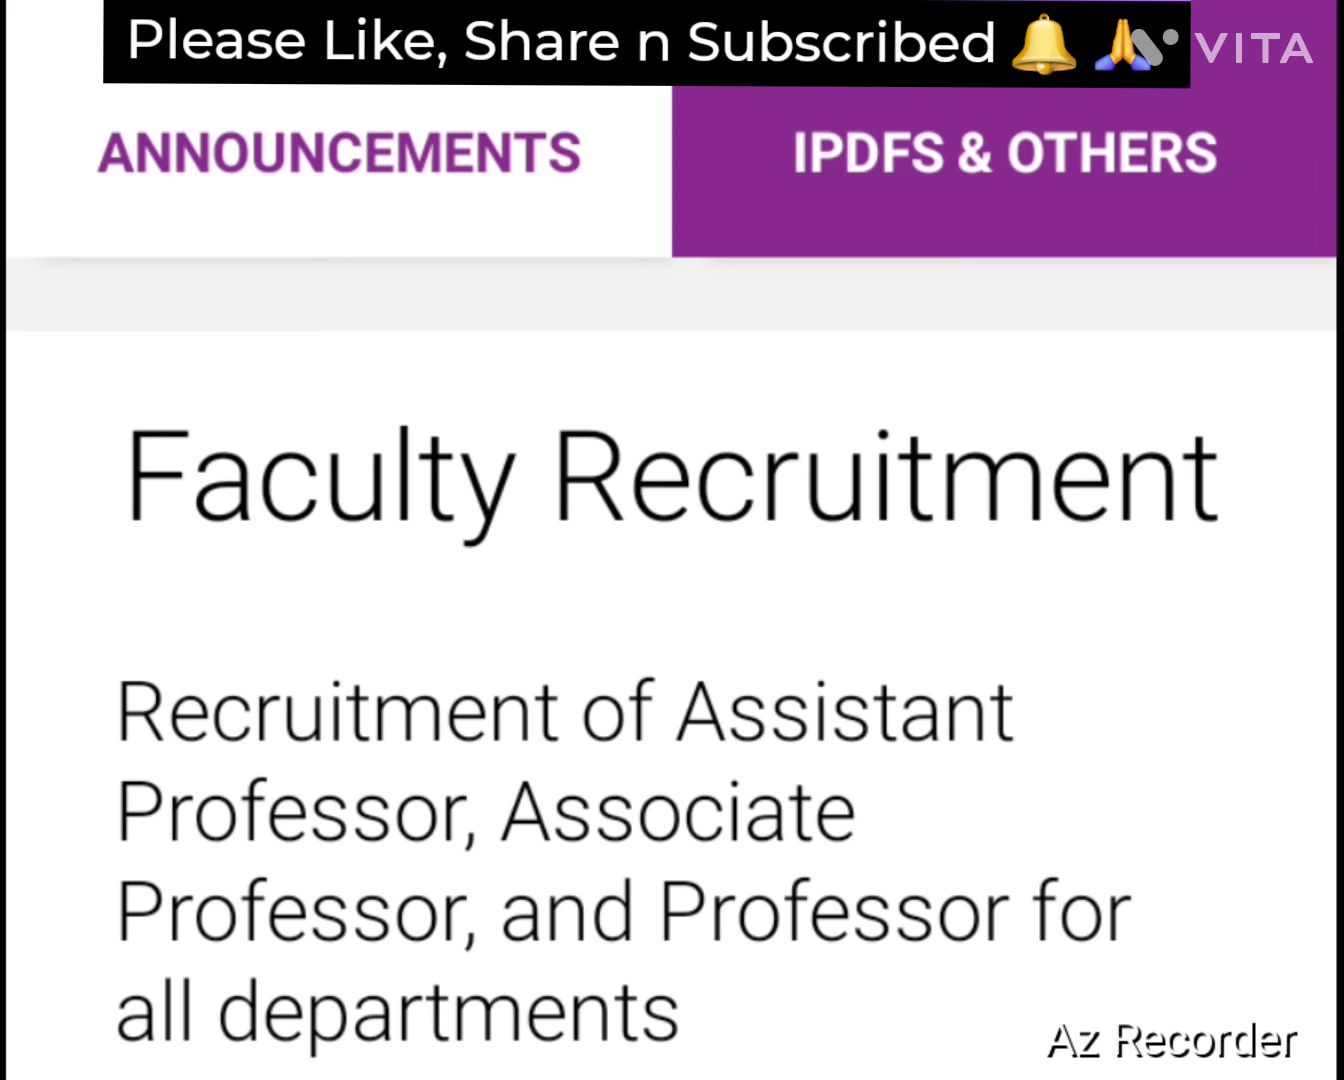 Please Like, Share n Subscribed 🔔 🙏 VITA
ANNOUNCEMENTS
IPDFS & OTHERS
Faculty Recruitment
Recruitment of Assistant
Professor, Associate
Professor, and Professor for
all departments
Az Recorder